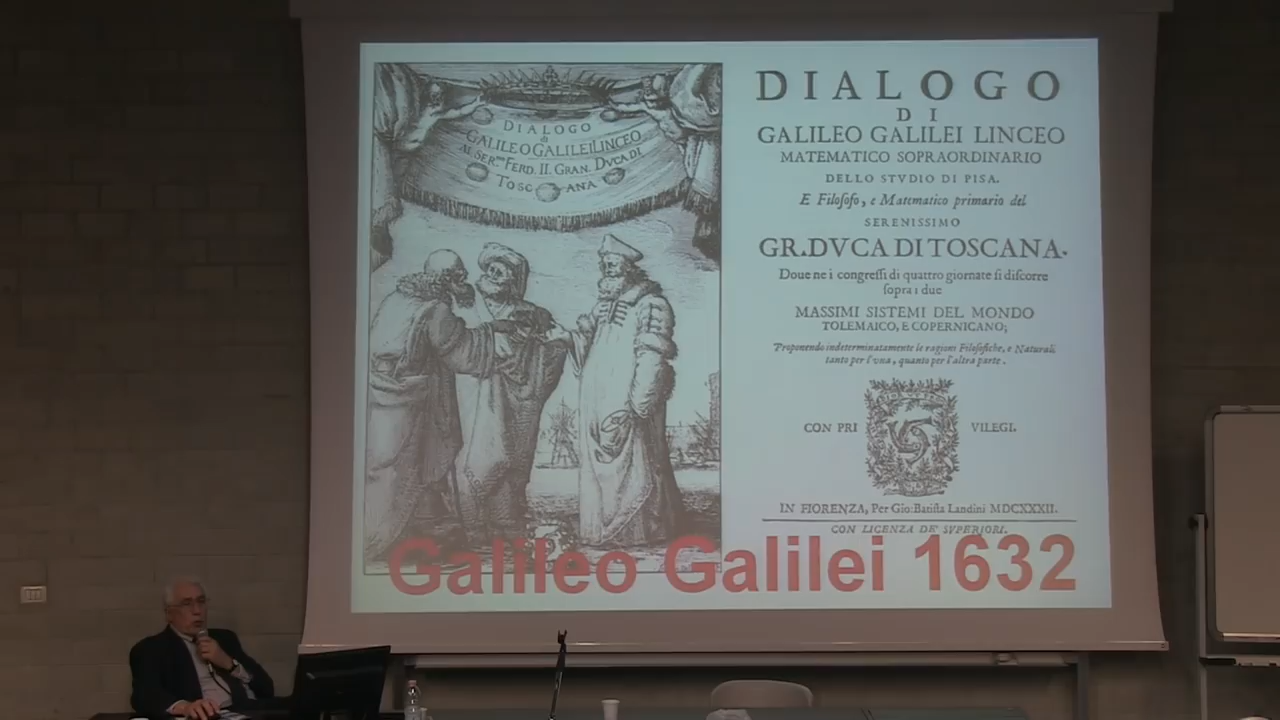 DIALOGO
di
GALILEO GALILEI LINCEO
AL SER.mo FERD. II. GRAN. DVCA DI
TOSCANA
DIALOGO
DI
GALILEO GALILEI LINCEO
MATEMATICO SOPRAORDINARIO
DELLO STVDIO DI PISA.
E Filosofo, e Matematico primario del
SERENISSIMO
GR.DVCA DI TOSCANA.
Doue ne i congressi di quattro giornate si discorre
sopra i due
MASSIMI SISTEMI DEL MONDO
TOLEMAICO, E COPERNICANO;
Proponendo indeterminatamente le ragioni Filosofiche, e Naturali
tanto per l'vna, quanto per l'altra parte.
CON PRI VILEGI.
IN FIORENZA, Per Gio:Batista Landini MDCXXXII.
CON LICENZA DE' SVPERIORI.
Galileo Galilei 1632